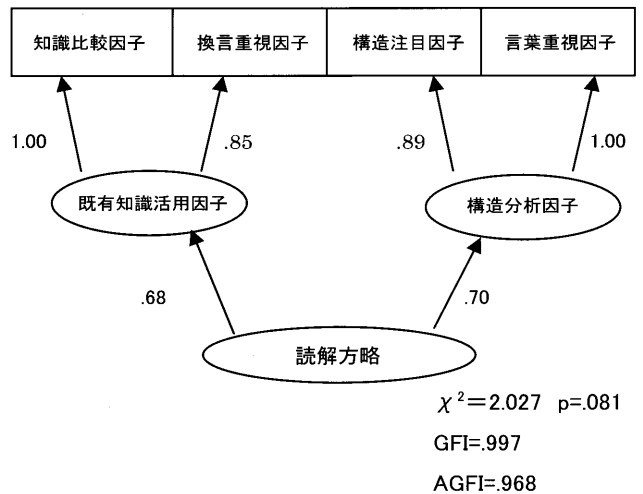 知識比較因子 換言重視因子 構造注目因子 言葉重視因子
1.00 .85 .89 1.00
既有知識活用因子 構造分析因子
.68 .70
読解方略
χ²＝2.027 p=.081
GFI=.997
AGFI=.968